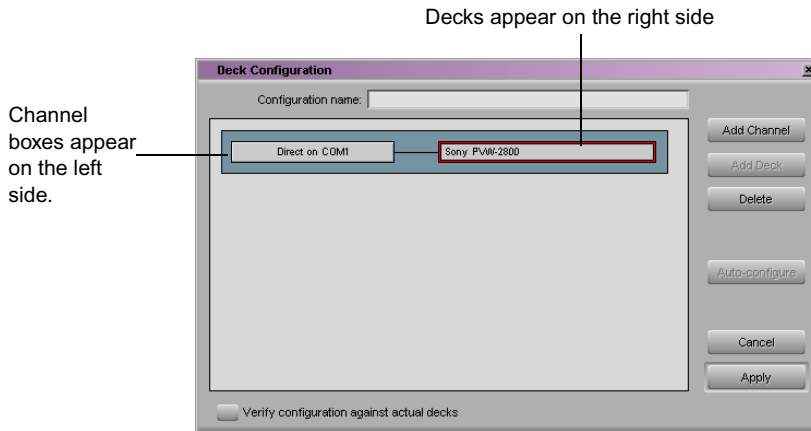 Decks appear on the right side
Deck Configuration
Configuration name:
Channel
boxes appear
on the left
side.
Add Channel
Direct on COM1
Sony PVW-2800
Add Deck
Delete
Auto-configure
Cancel
Apply
Verify configuration against actual decks